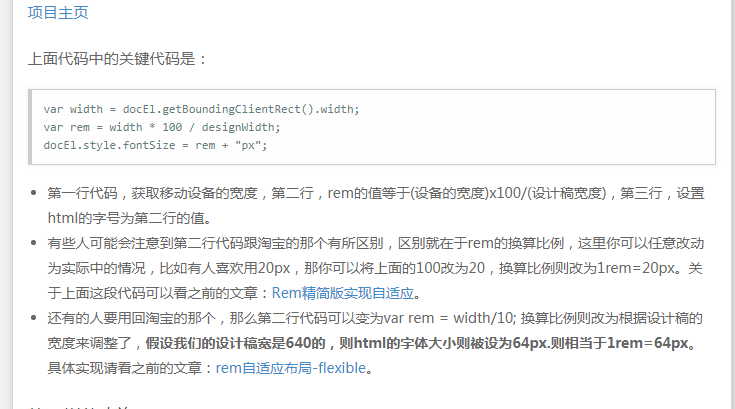 项目主页
上面代码中的关键代码是：
var width = docEl.getBoundingClientRect().width;
var rem = width * 100 / designWidth;
docEl.style.fontSize = rem + "px";
第一行代码，获取移动设备的宽度，第二行，rem的值等于(设备的宽度)x100/(设计稿宽度)，第三行，设置
html的字号为第二行的值。
有些人可能会注意到第二行代码跟淘宝的那个有所区别，区别就在于rem的换算比例，这里你可以任意改动
为实际中的情况，比如有人喜欢用20px，那你可以将上面的100改为20，换算比例则改为1rem=20px。关
于上面这段代码可以看之前的文章：Rem精简版实现自适应。
还有的人要用回淘宝的那个，那么第二行代码可以变为var rem = width/10; 换算比例则改为根据设计稿的
宽度来调整了，假设我们的设计稿宽是640的，则html的字体大小则被设为64px.则相当于1rem=64px。
具体实现请看之前的文章：rem自适应布局-flexible。